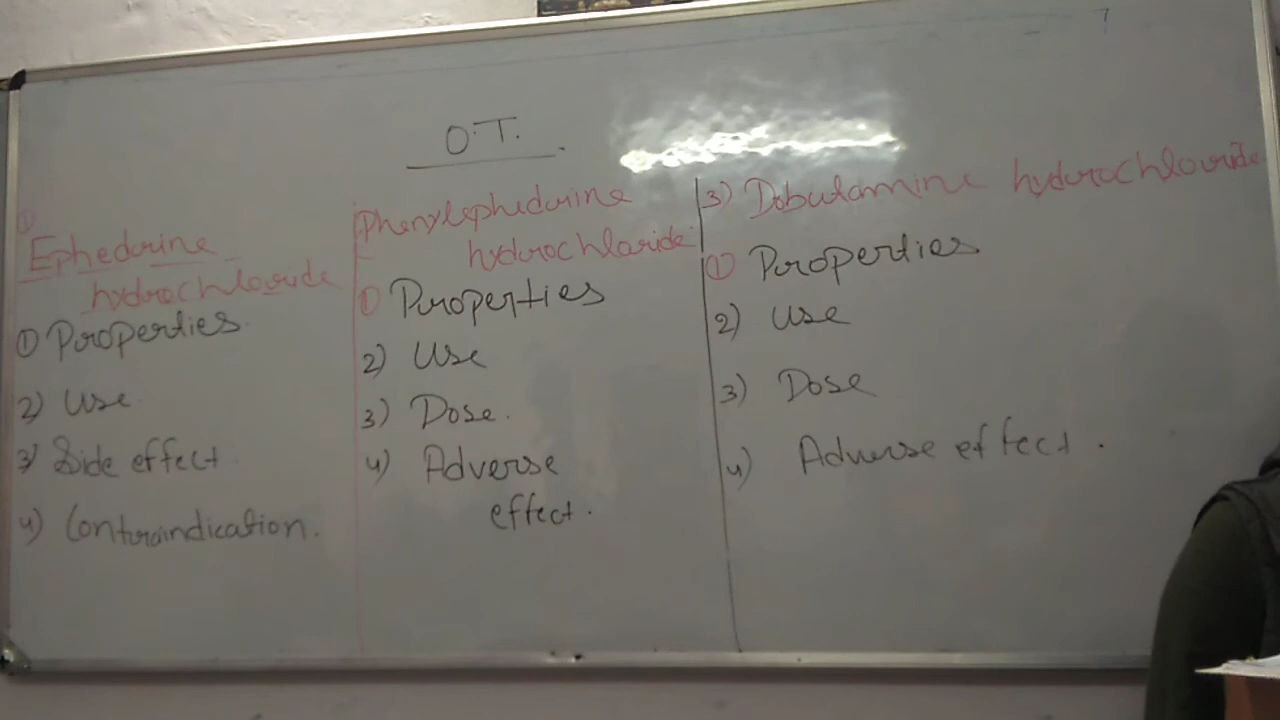 O.T.
①
Ephedrine
hydrochloride
① Properties
2) Use
3) Side effect
4) Contraindication.
Phenylephedrine
hydrochloride
① Properties
2) Use
3) Dose.
4) Adverse
effect.
3) Dobutamine hydrochloride
① Properties
2) Use
3) Dose
4) Adverse effect.